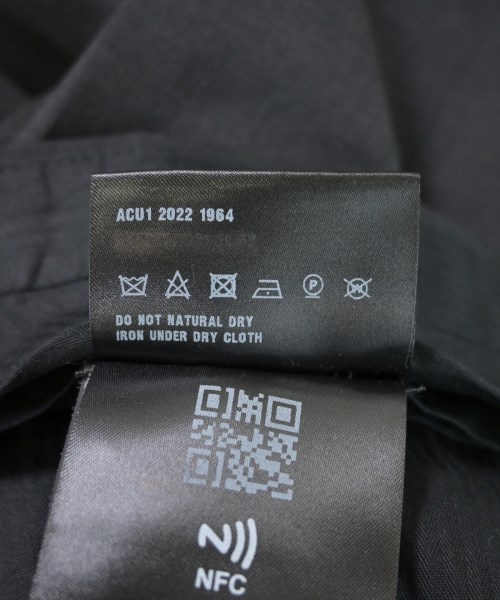 ACU1 2022 1964
P
W
DO NOT NATURAL DRY
IRON UNDER DRY CLOTH
NFC